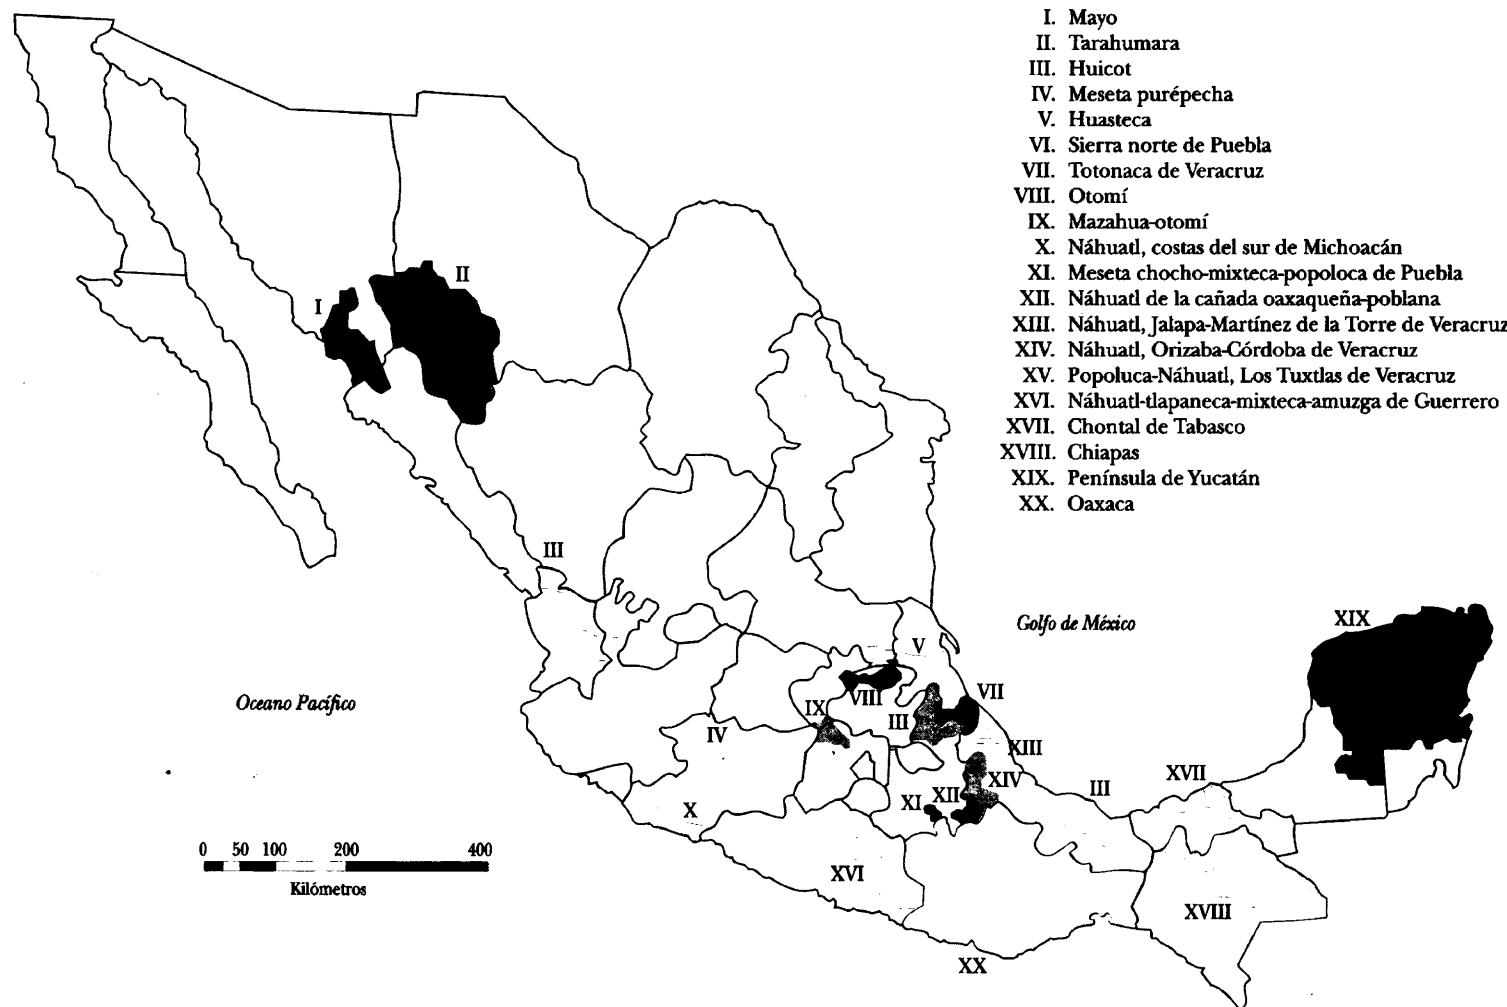 I. Mayo
II. Tarahumara
III. Huicot
IV. Meseta purépecha
V. Huasteca
VI. Sierra norte de Puebla
VII. Totonaca de Veracruz
VIII. Otomí
IX. Mazahua-otomí
X. Náhuatl, costas del sur de Michoacán
XI. Meseta chocho-mixteca-popoloca de Puebla
XII. Náhuatl de la cañada oaxaqueña-poblana
XIII. Náhuatl, Jalapa-Martínez de la Torre de Veracruz
XIV. Náhuatl, Orizaba-Córdoba de Veracruz
XV. Popoluca-Náhuatl, Los Tuxtlas de Veracruz
XVI. Náhuatl-tlapaneca-mixteca-amuzga de Guerrero
XVII. Chontal de Tabasco
XVIII. Chiapas
XIX. Península de Yucatán
XX. Oaxaca
II
I
III
Golfo de México
XIX
V
Oceano Pacífico
VIII
VII
IX
III
IV
XIII
XIV
III
XVII
X
XI
XII
0 50 100 200 400
Kilómetros
XVI
XVIII
XX